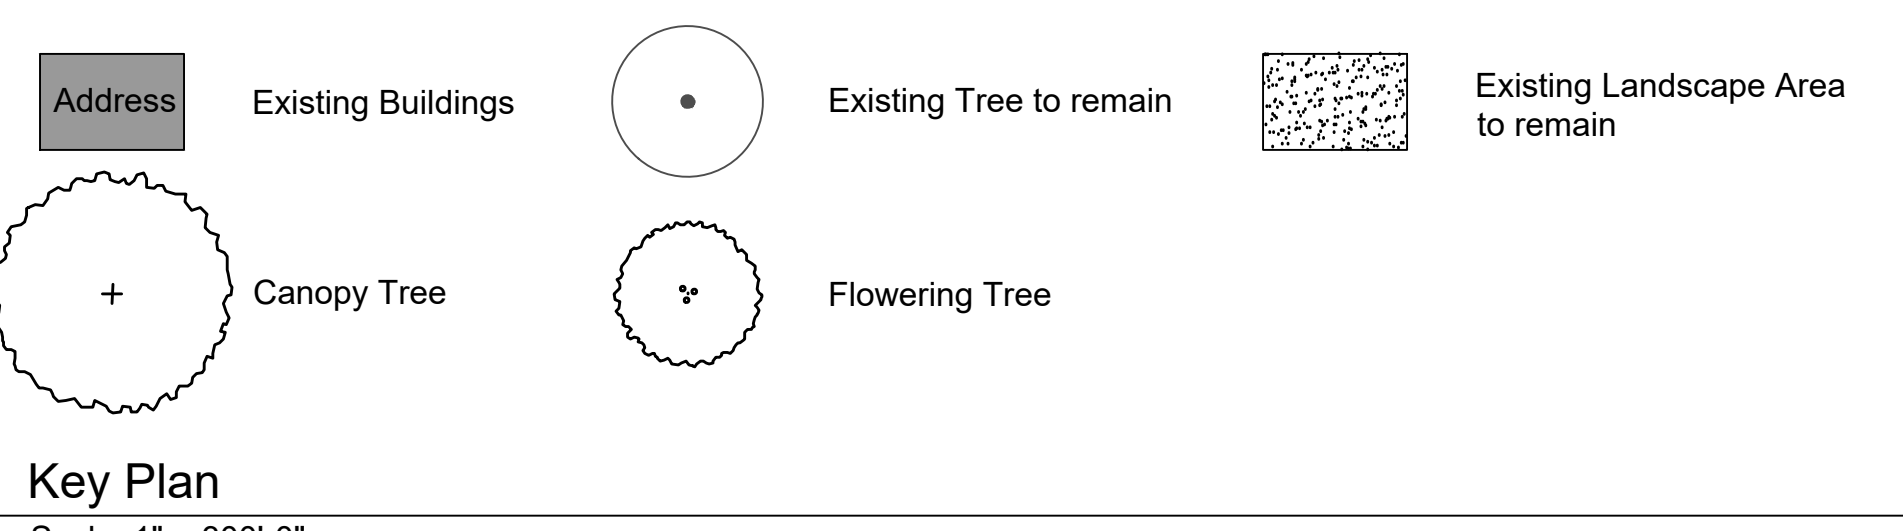 Address
Existing Buildings
Existing Tree to remain
Existing Landscape Area
to remain
Canopy Tree
Flowering Tree
Key Plan